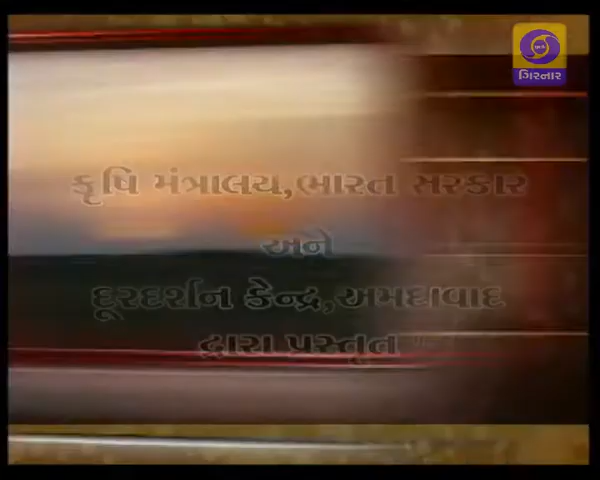 ગિરનાર
કૃષિ મંત્રાલય,ભારત સરકાર
અને
દૂરદર્શન કેન્દ્ર,અમદાવાદ
દ્વારા પ્રસ્તૃત